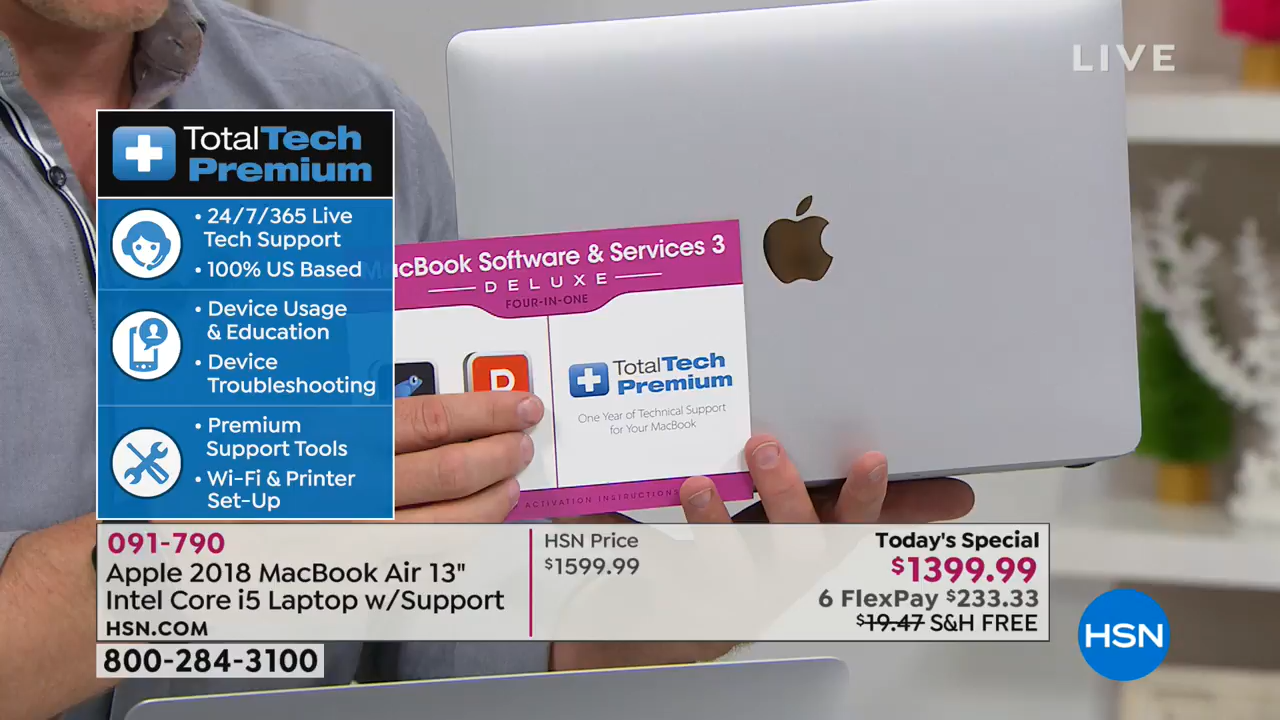 LIVE
TotalTech
Premium
• 24/7/365 Live
Tech Support
• 100% US Based
• Device Usage
& Education
• Device
Troubleshooting
• Premium
Support Tools
• Wi-Fi & Printer
Set-Up
MacBook Software & Services 3
DELUXE
FOUR-IN-ONE
TotalTech
Premium
One Year of Technical Support
for Your MacBook
ACTIVATION INSTRUCTIONS
091-790
Apple 2018 MacBook Air 13"
Intel Core i5 Laptop w/Support
HSN.COM
800-284-3100
HSN Price
$1599.99
Today's Special
$1399.99
6 FlexPay $233.33
$19.47 S&H FREE
HSN